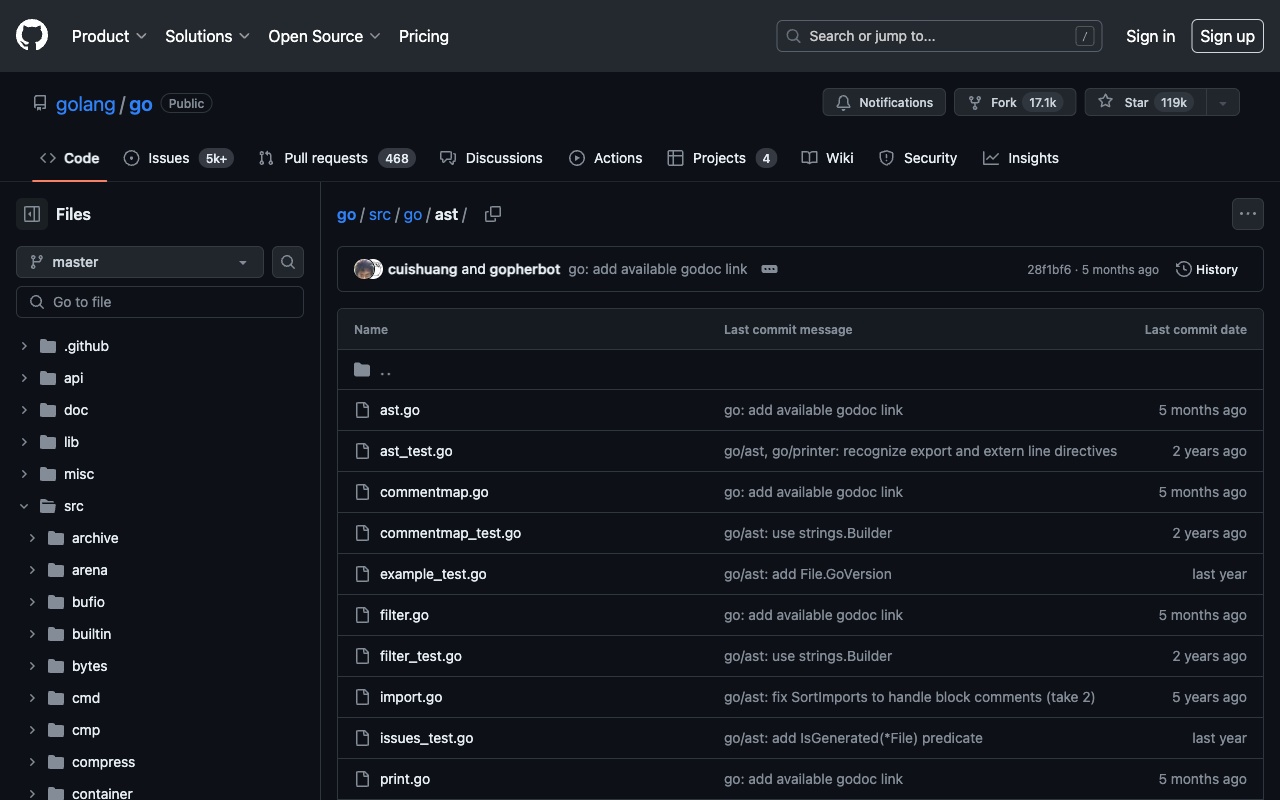 Product Solutions Open Source Pricing Search or jump to... / Sign in Sign up
golang / go Public Notifications Fork 17.1k Star 119k
Code Issues 5k+ Pull requests 468 Discussions Actions Projects 4 Wiki Security Insights
Files
master
Go to file
.github
api
doc
lib
misc
src
archive
arena
bufio
builtin
bytes
cmd
cmp
compress
container
go / src / go / ast /
cuishuang and gopherbot go: add available godoc link 28f1bf6 · 5 months ago History
Name Last commit message Last commit date
..
ast.go go: add available godoc link 5 months ago
ast_test.go go/ast, go/printer: recognize export and extern line directives 2 years ago
commentmap.go go: add available godoc link 5 months ago
commentmap_test.go go/ast: use strings.Builder 2 years ago
example_test.go go/ast: add File.GoVersion last year
filter.go go: add available godoc link 5 months ago
filter_test.go go/ast: use strings.Builder 2 years ago
import.go go/ast: fix SortImports to handle block comments (take 2) 5 years ago
issues_test.go go/ast: add IsGenerated(*File) predicate last year
print.go go: add available godoc link 5 months ago